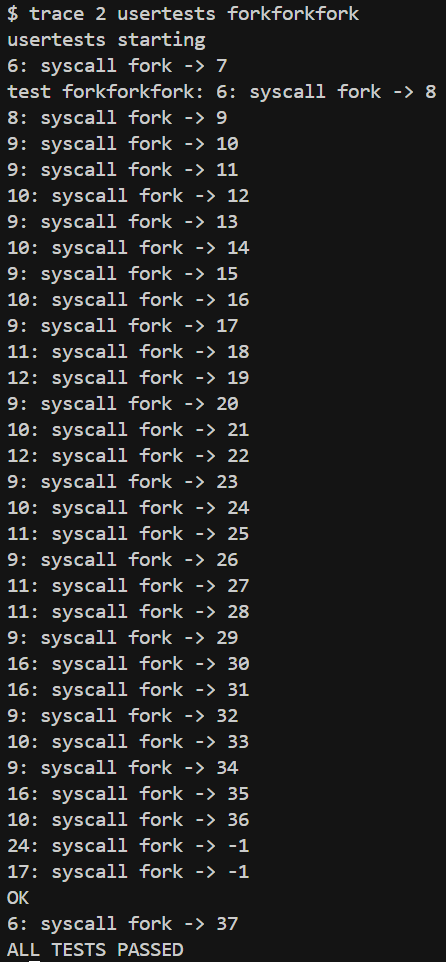 $ trace 2 usertests forkforkfork
usertests starting
6: syscall fork -> 7
test forkforkfork: 6: syscall fork -> 8
8: syscall fork -> 9
9: syscall fork -> 10
9: syscall fork -> 11
10: syscall fork -> 12
9: syscall fork -> 13
10: syscall fork -> 14
9: syscall fork -> 15
10: syscall fork -> 16
9: syscall fork -> 17
11: syscall fork -> 18
12: syscall fork -> 19
9: syscall fork -> 20
10: syscall fork -> 21
12: syscall fork -> 22
9: syscall fork -> 23
10: syscall fork -> 24
11: syscall fork -> 25
9: syscall fork -> 26
11: syscall fork -> 27
11: syscall fork -> 28
9: syscall fork -> 29
16: syscall fork -> 30
16: syscall fork -> 31
9: syscall fork -> 32
10: syscall fork -> 33
9: syscall fork -> 34
16: syscall fork -> 35
10: syscall fork -> 36
24: syscall fork -> -1
17: syscall fork -> -1
OK
6: syscall fork -> 37
ALL TESTS PASSED